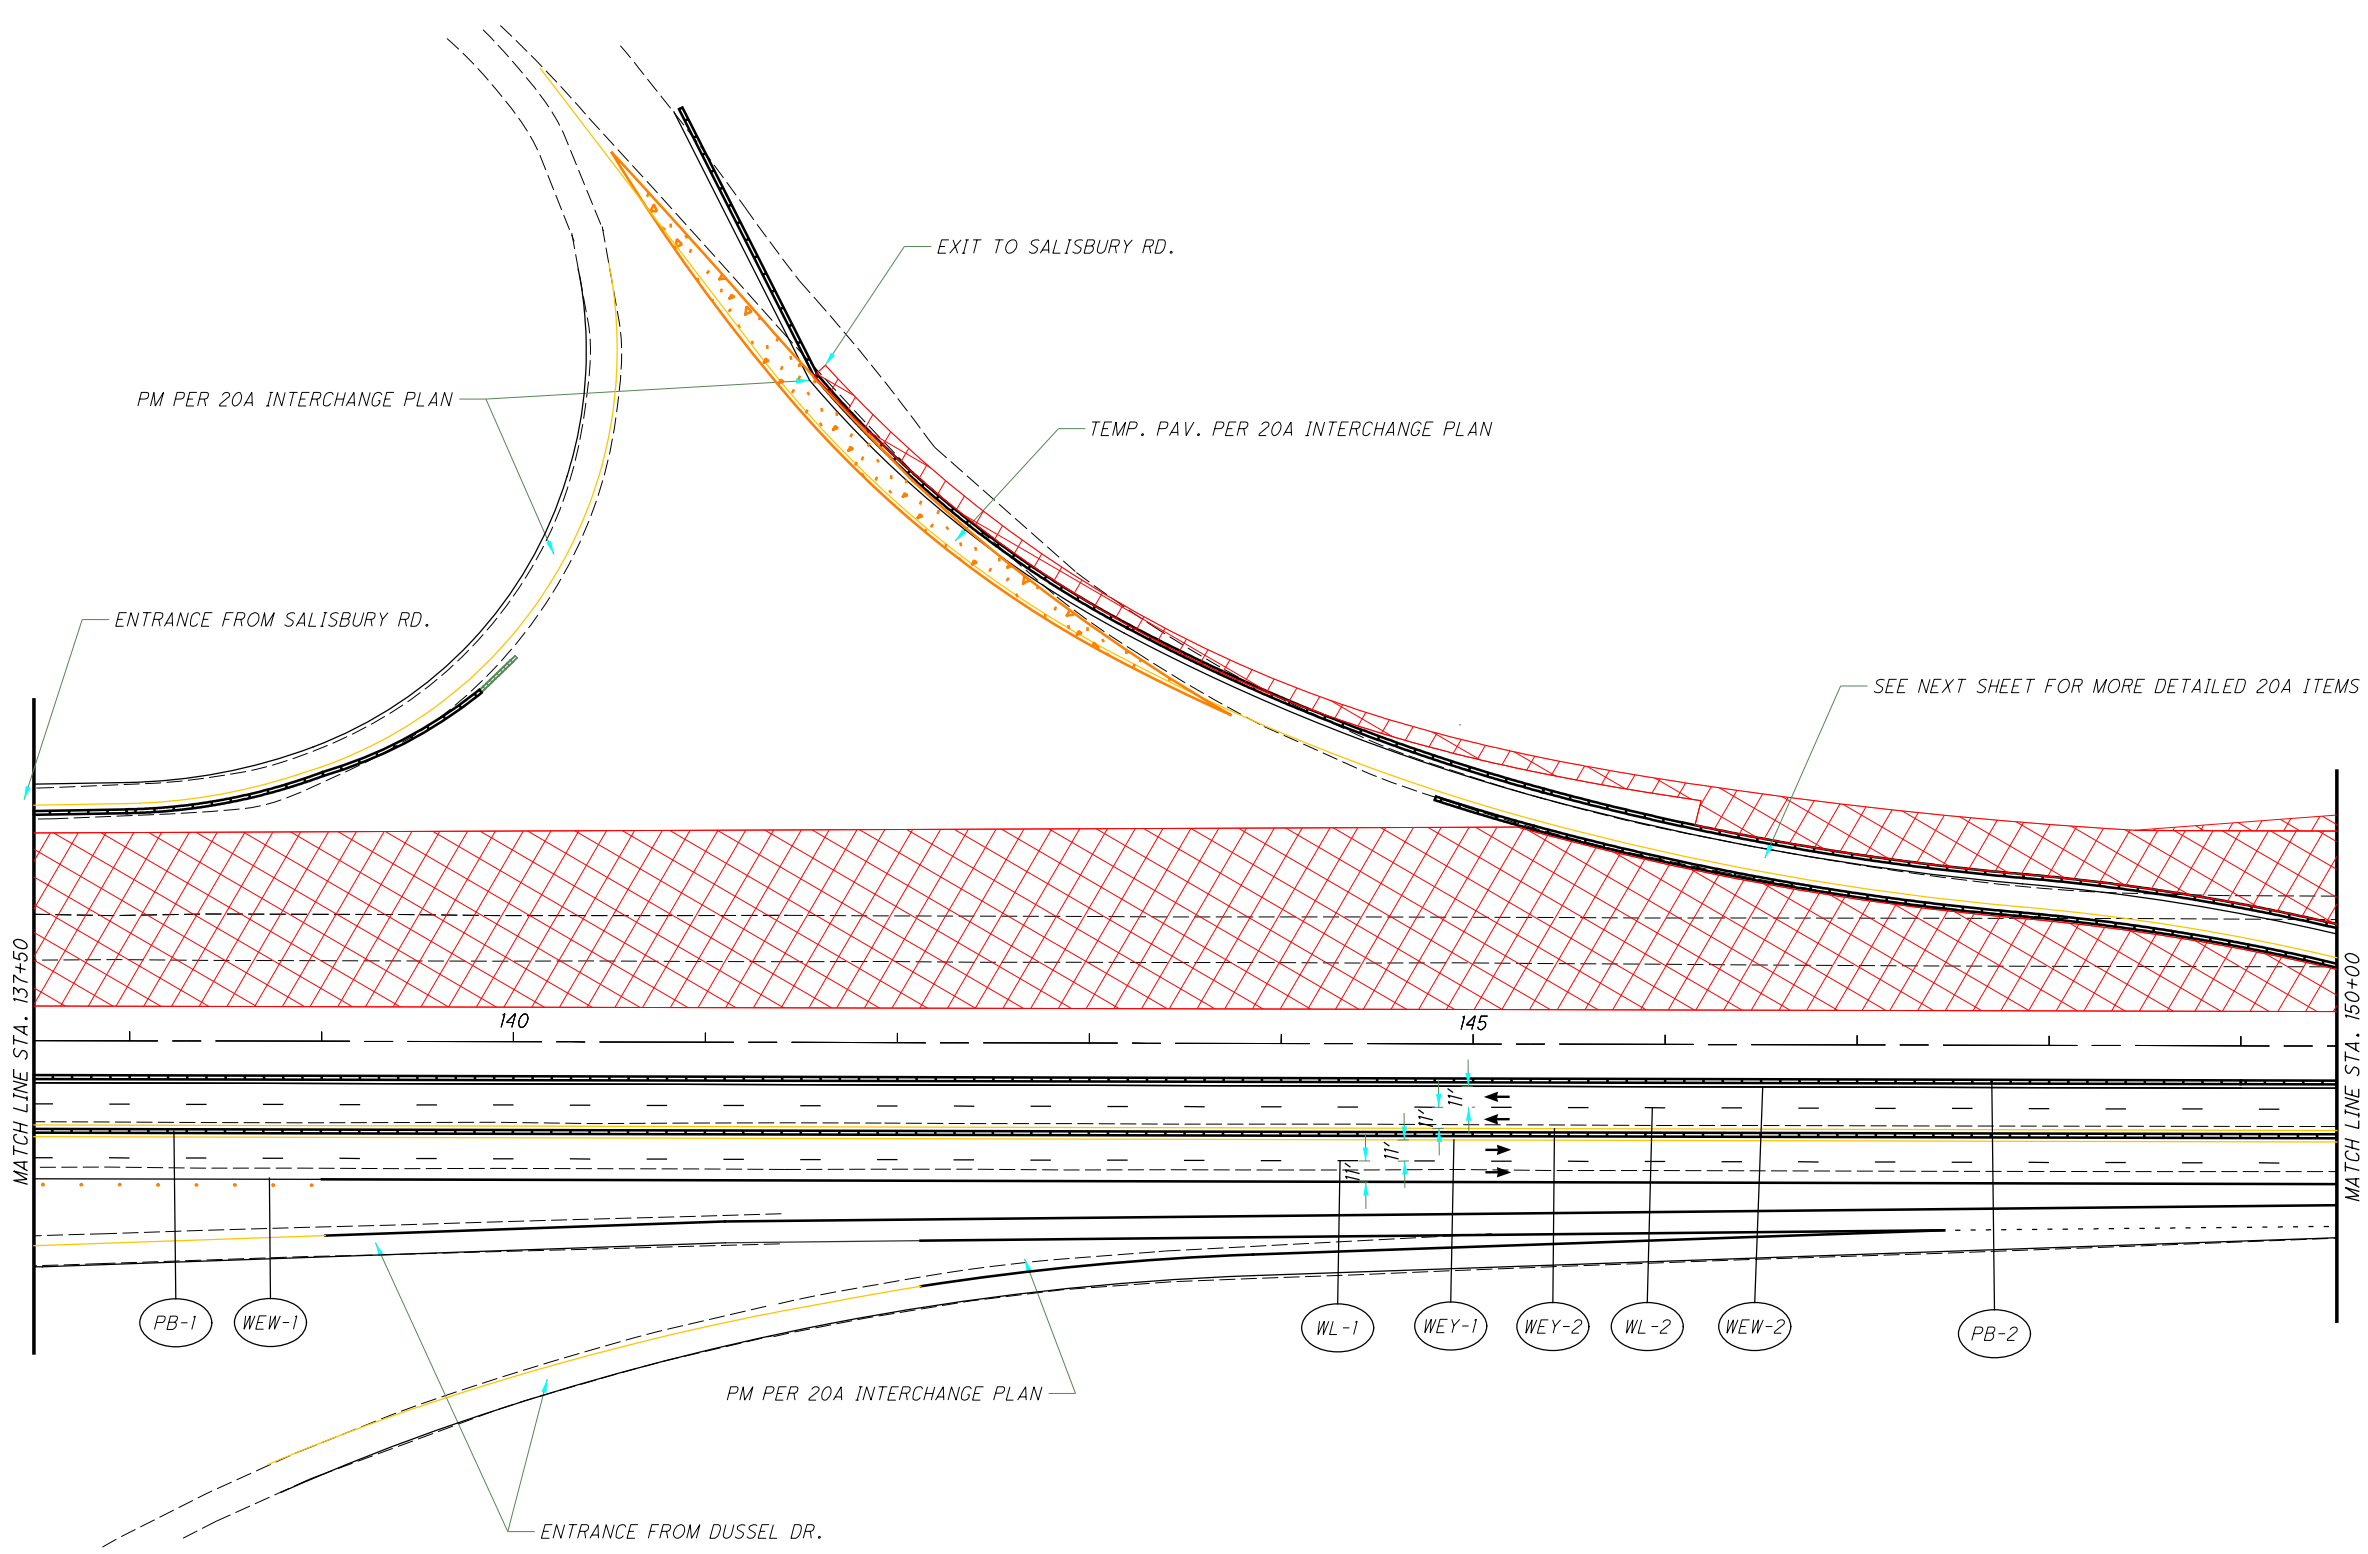 EXIT TO SALISBURY RD.
PM PER 20A INTERCHANGE PLAN
TEMP. PAV. PER 20A INTERCHANGE PLAN
ENTRANCE FROM SALISBURY RD.
SEE NEXT SHEET FOR MORE DETAILED 20A ITEMS
MATCH LINE STA. 137+50
MATCH LINE STA. 150+00
140
145
11'
11'
11'
11'
PB-1
WEW-1
WL-1
WEY-1
WEY-2
WL-2
WEW-2
PB-2
PM PER 20A INTERCHANGE PLAN
ENTRANCE FROM DUSSEL DR.